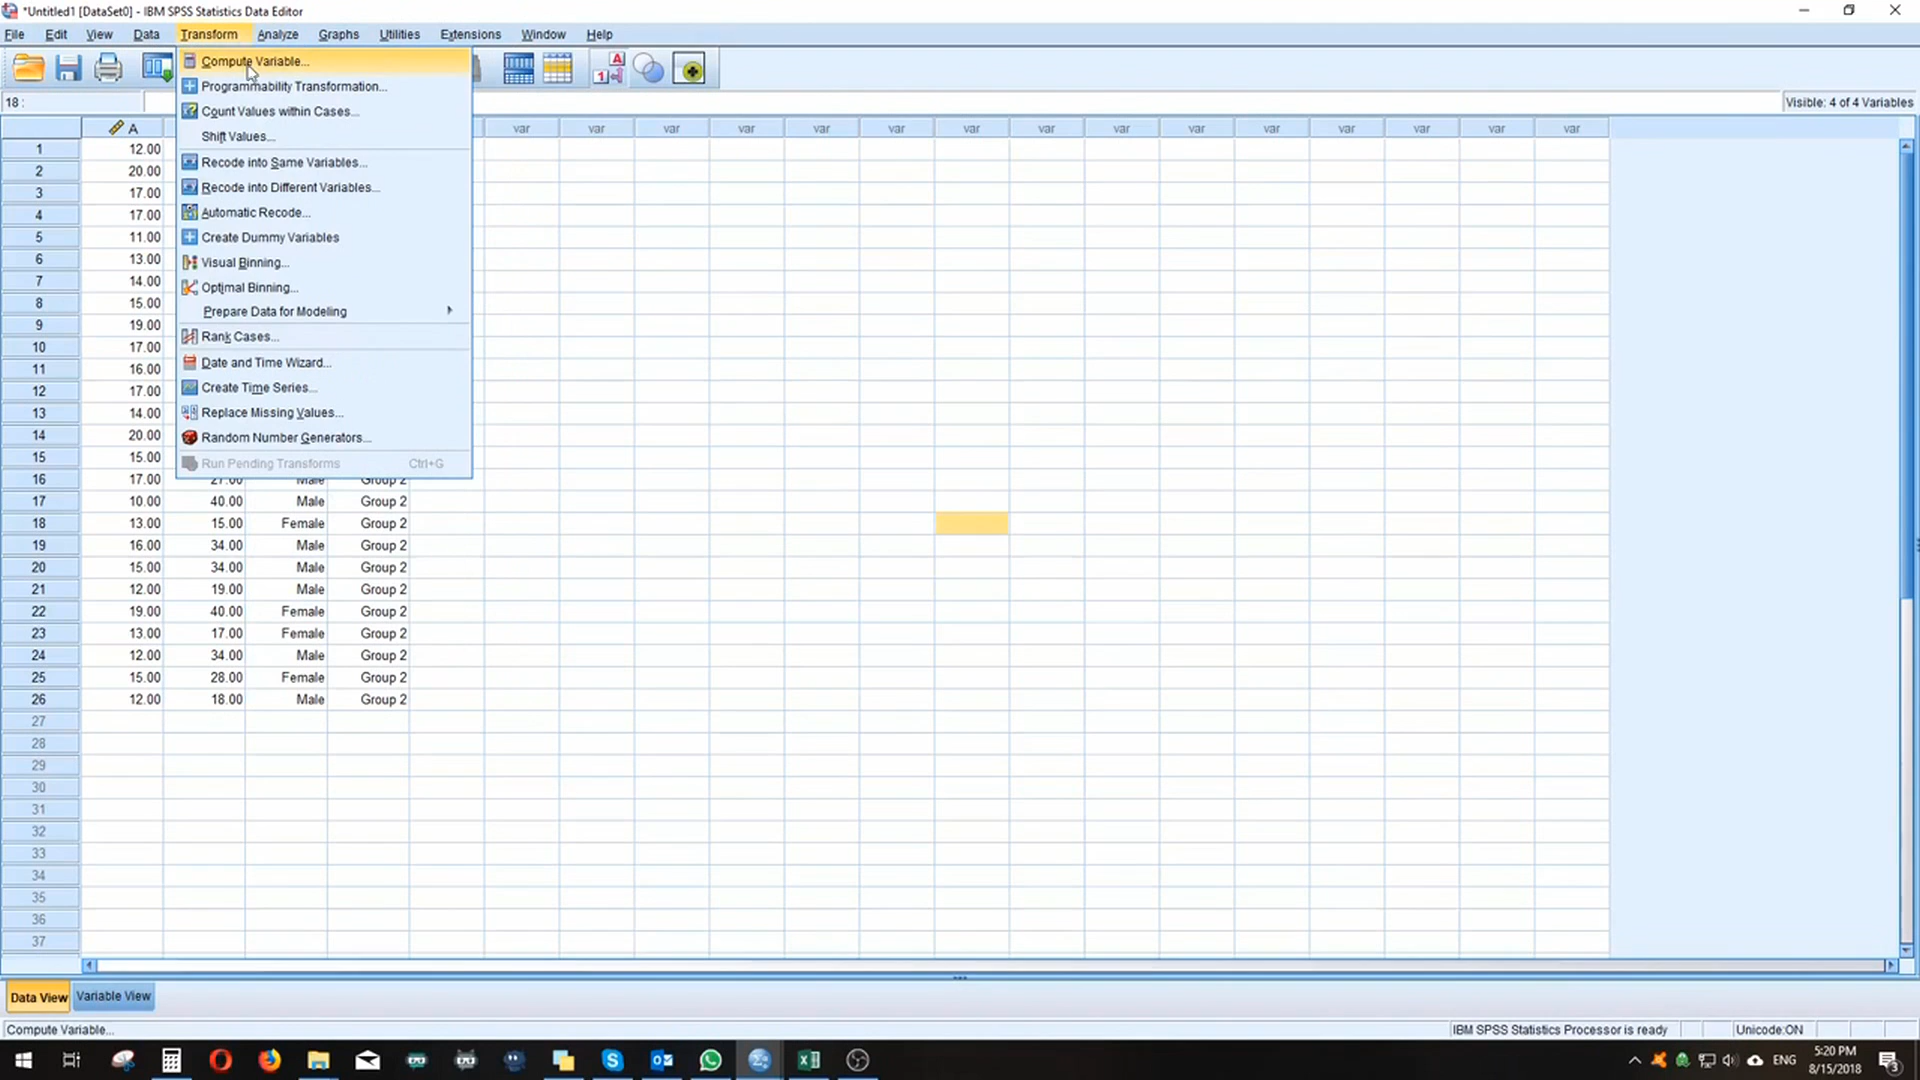 *Untitled1 [DataSet0] - IBM SPSS Statistics Data Editor
File Edit View Data Transform Analyze Graphs Utilities Extensions Window Help
Compute Variable...
Programmability Transformation...
Count Values within Cases...
Shift Values...
Recode into Same Variables...
Recode into Different Variables...
Automatic Recode...
Create Dummy Variables
Visual Binning...
Optimal Binning...
Prepare Data for Modeling
Rank Cases...
Date and Time Wizard...
Create Time Series...
Replace Missing Values...
Random Number Generators...
Run Pending Transforms Ctrl+G
18 :
Visible: 4 of 4 Variables
A var var var var var var var var var var var var var var var
1 12.00
2 20.00
3 17.00
4 17.00
5 11.00
6 13.00
7 14.00
8 15.00
9 19.00
10 17.00
11 16.00
12 17.00
13 14.00
14 20.00
15 15.00
16 17.00 27.00 Male Group 2
17 10.00 40.00 Male Group 2
18 13.00 15.00 Female Group 2
19 16.00 34.00 Male Group 2
20 15.00 34.00 Male Group 2
21 12.00 19.00 Male Group 2
22 19.00 40.00 Female Group 2
23 13.00 17.00 Female Group 2
24 12.00 34.00 Male Group 2
25 15.00 28.00 Female Group 2
26 12.00 18.00 Male Group 2
27
28
29
30
31
32
33
34
35
36
37
Data View Variable View
Compute Variable...
IBM SPSS Statistics Processor is ready Unicode:ON
ENG 5:20 PM
8/15/2018 3